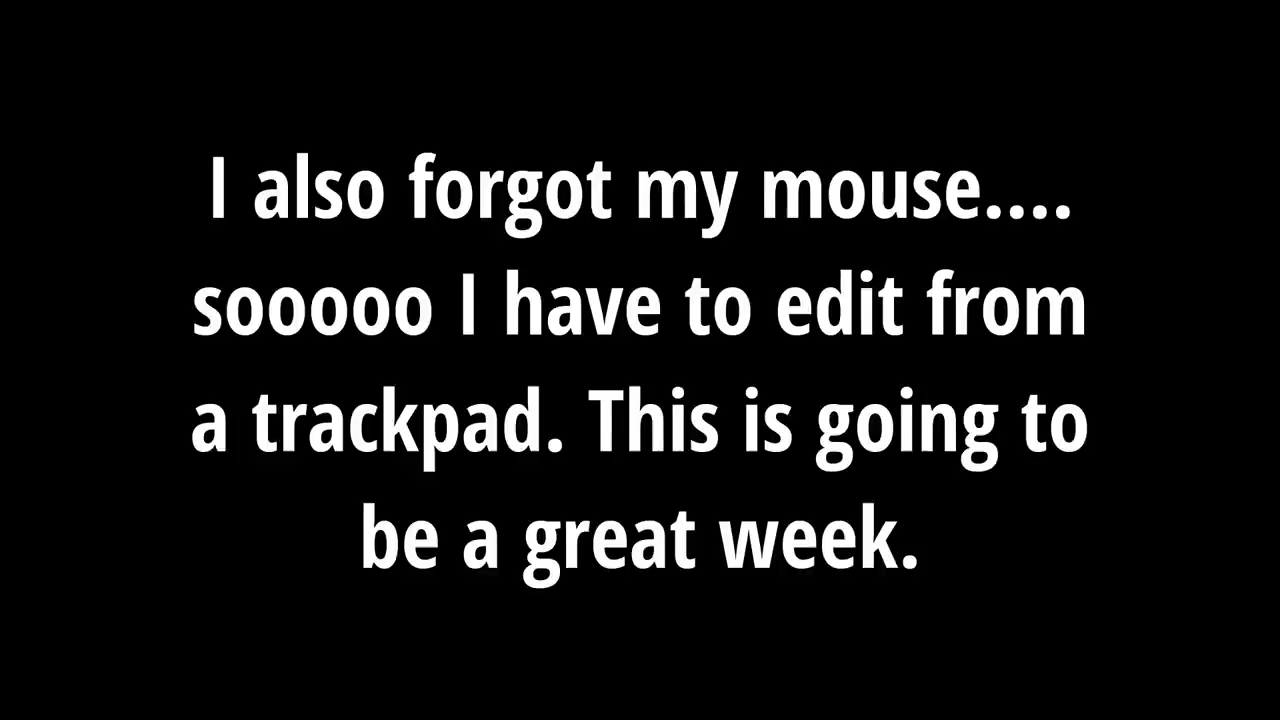 I also forgot my mouse....
sooooo I have to edit from
a trackpad. This is going to
be a great week.